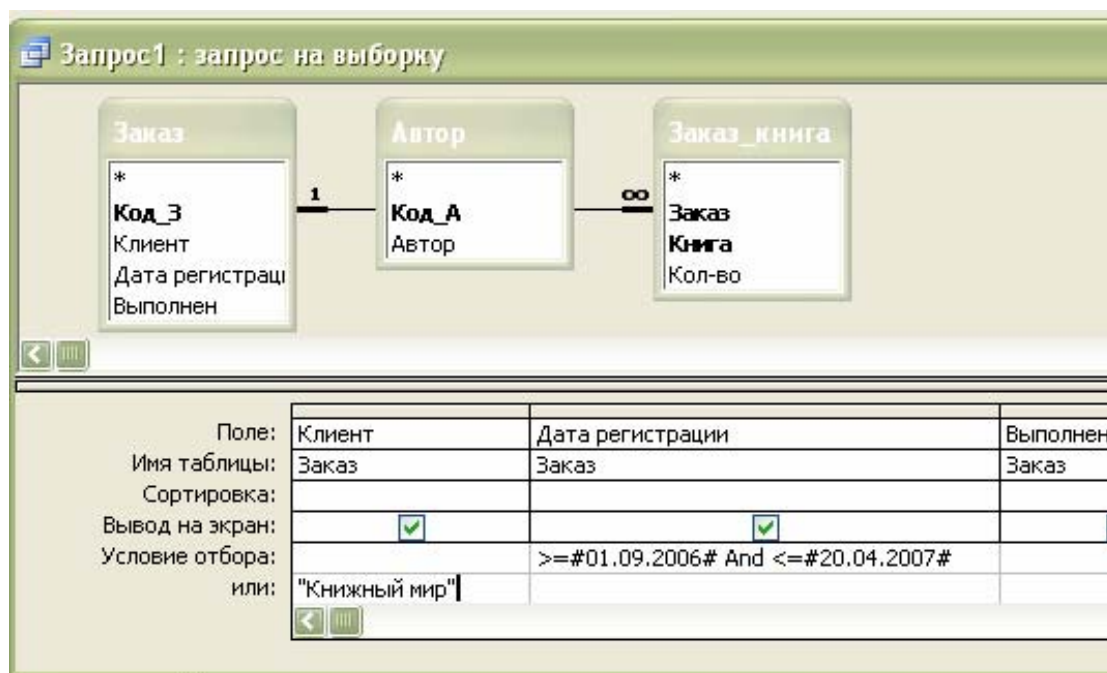 Запрос1 : запрос на выборку
Заказ Автор Заказ_книга
* * *
1 ∞
Код_З Код_А Заказ
Клиент Автор Книга
Дата регистраци Кол-во
Выполнен
Поле: Клиент Дата регистрации Выполнен
Имя таблицы: Заказ Заказ Заказ
Сортировка:
Вывод на экран:
Условие отбора: >=#01.09.2006# And <=#20.04.2007#
или: "Книжный мир"